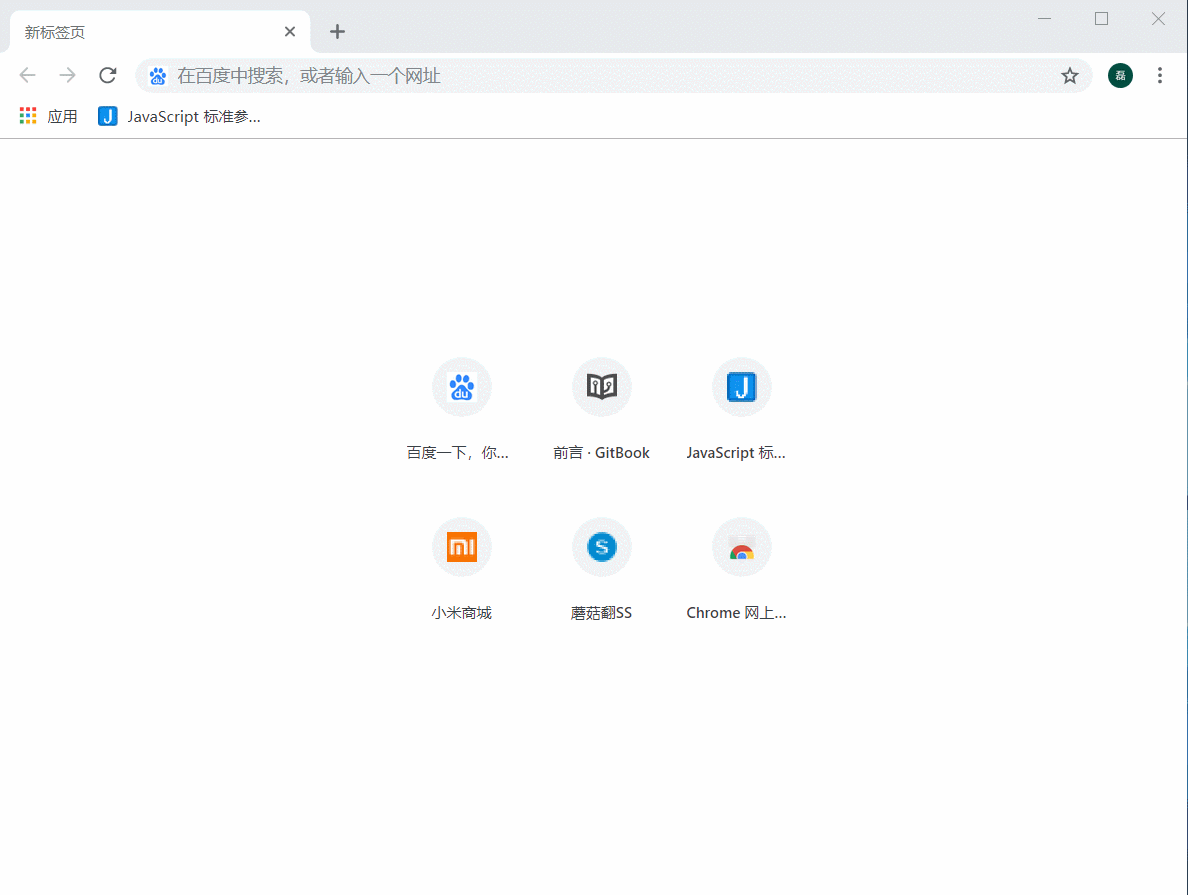 新标签页
在百度中搜索，或者输入一个网址
磊
应用 JavaScript 标准参...
百度一下，你... 前言 · GitBook JavaScript 标...
小米商城 蘑菇翻SS Chrome 网上...